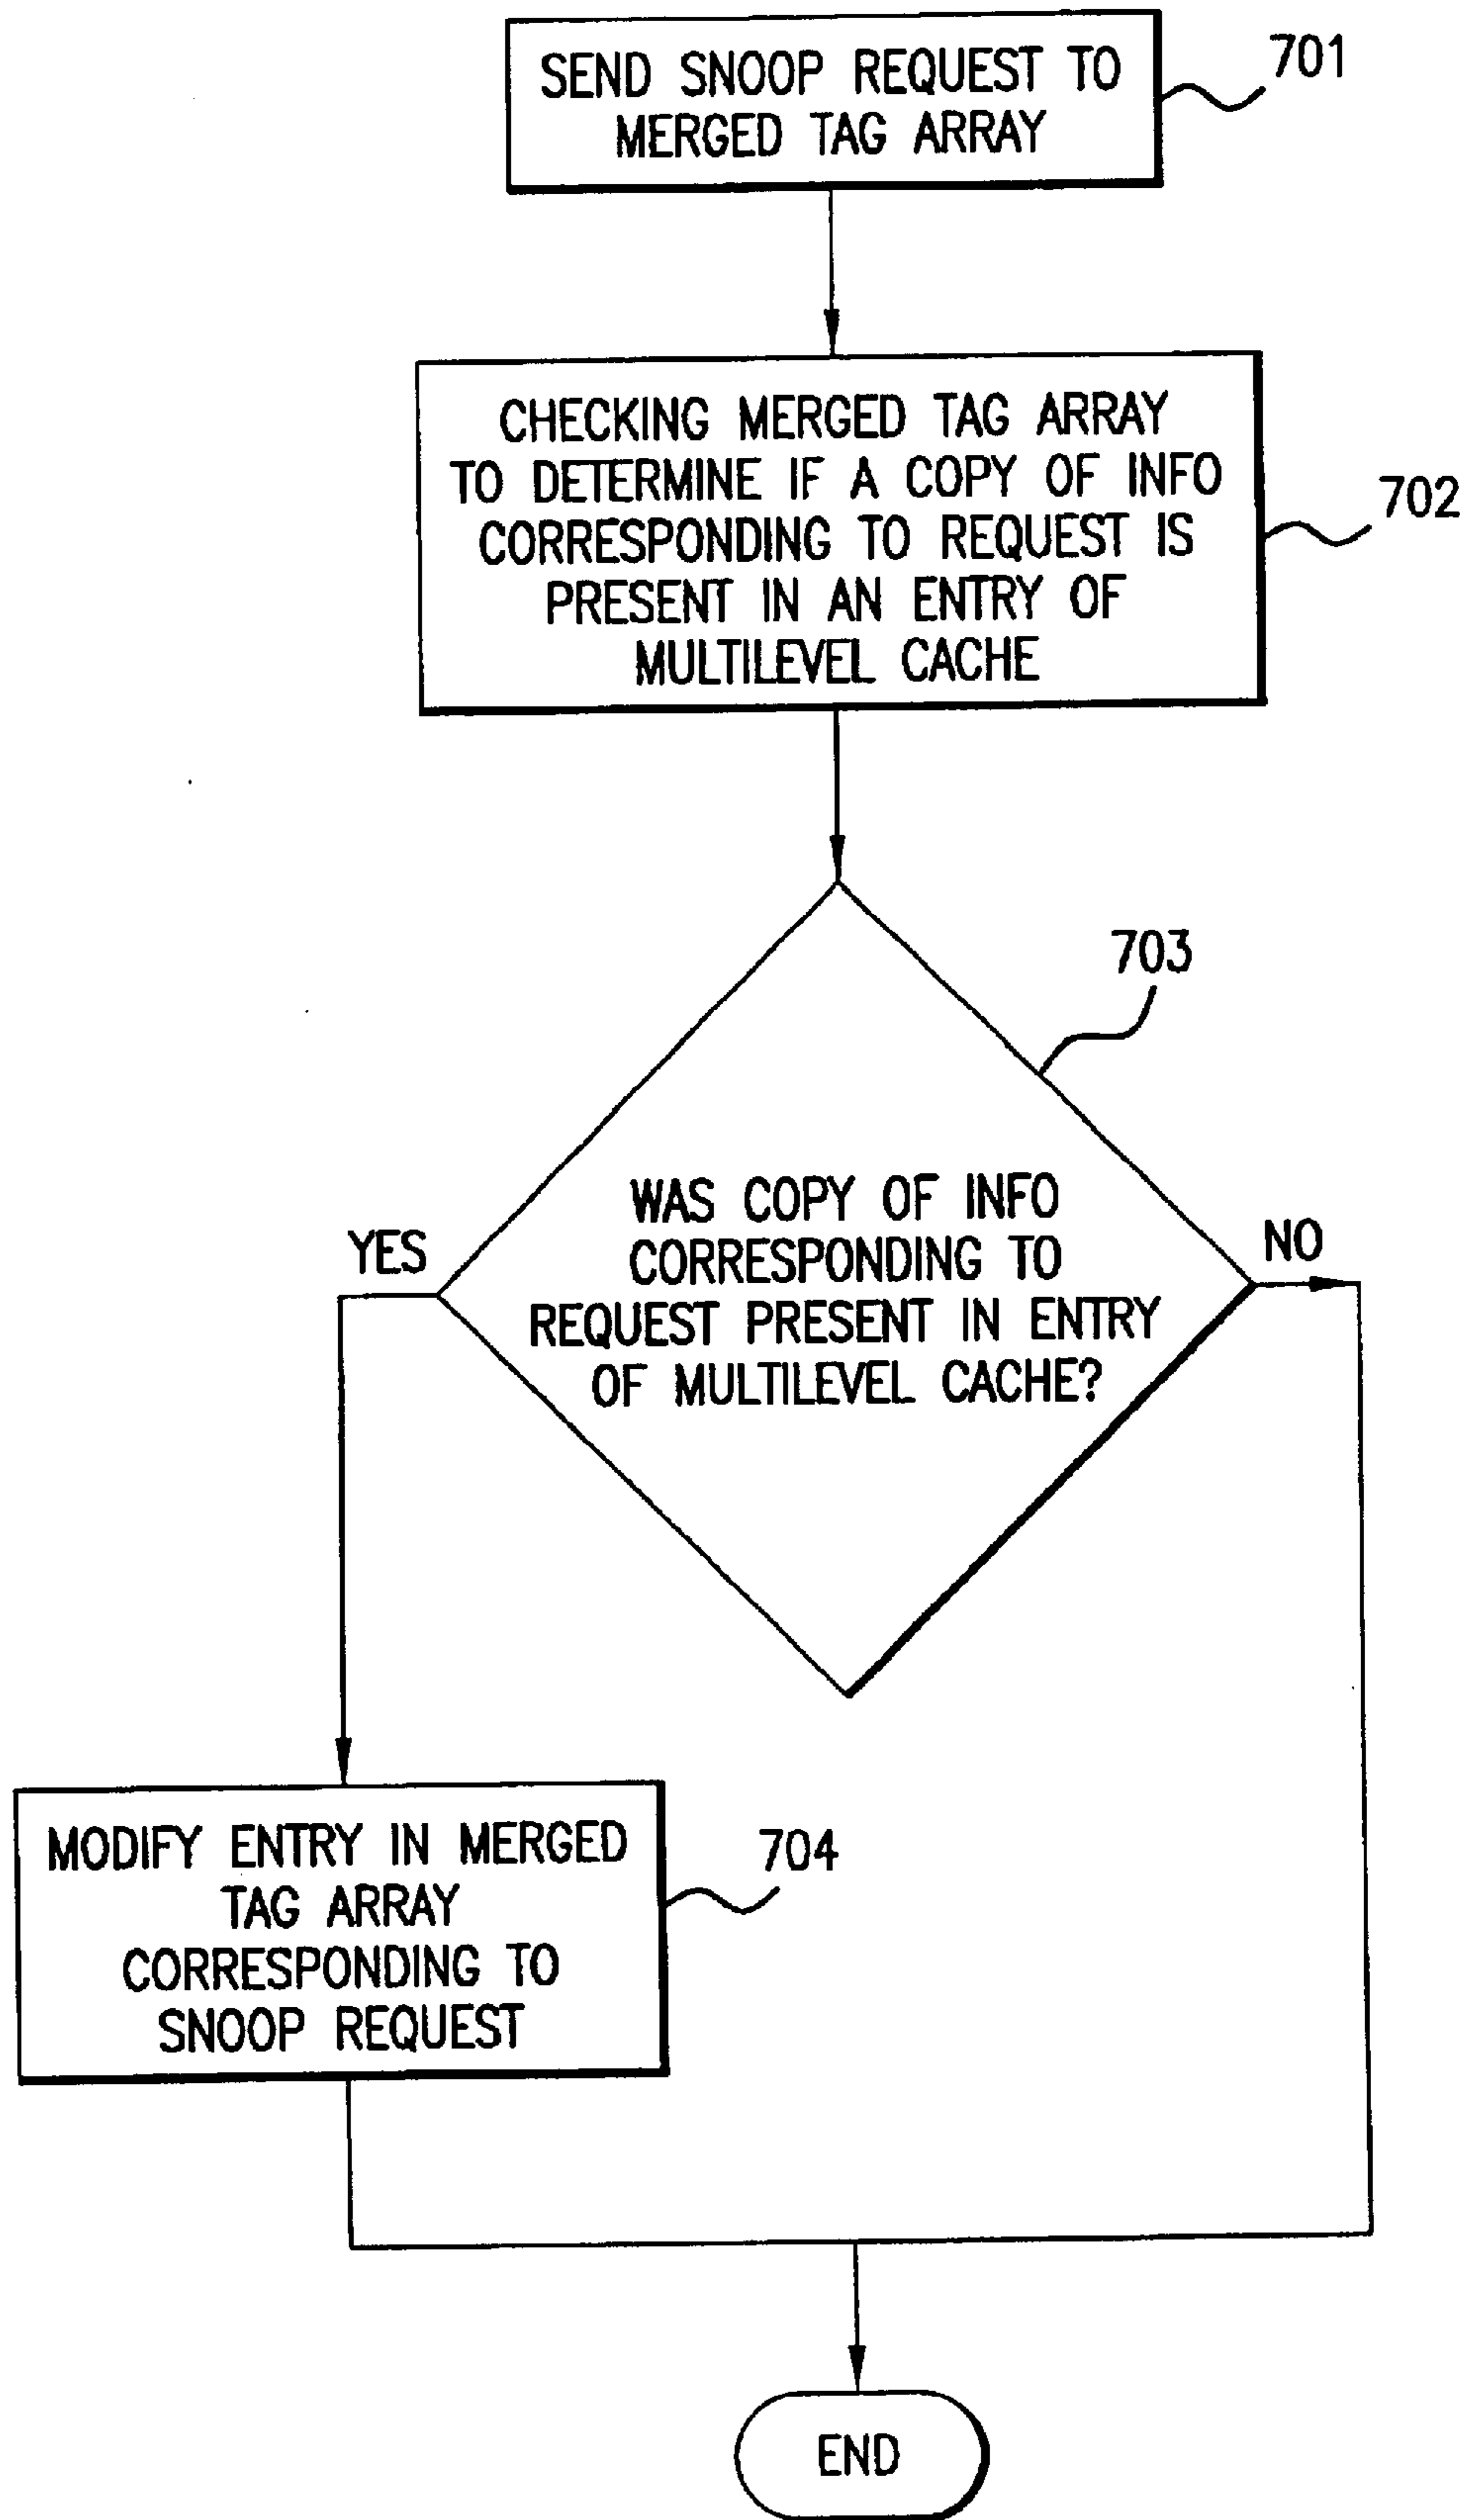 SEND SNOOP REQUEST TO
MERGED TAG ARRAY
701
CHECKING MERGED TAG ARRAY
TO DETERMINE IF A COPY OF INFO
CORRESPONDING TO REQUEST IS
PRESENT IN AN ENTRY OF
MULTILEVEL CACHE
702
703
WAS COPY OF INFO
CORRESPONDING TO
REQUEST PRESENT IN ENTRY
OF MULTILEVEL CACHE?
YES
NO
MODIFY ENTRY IN MERGED
TAG ARRAY
CORRESPONDING TO
SNOOP REQUEST
704
END